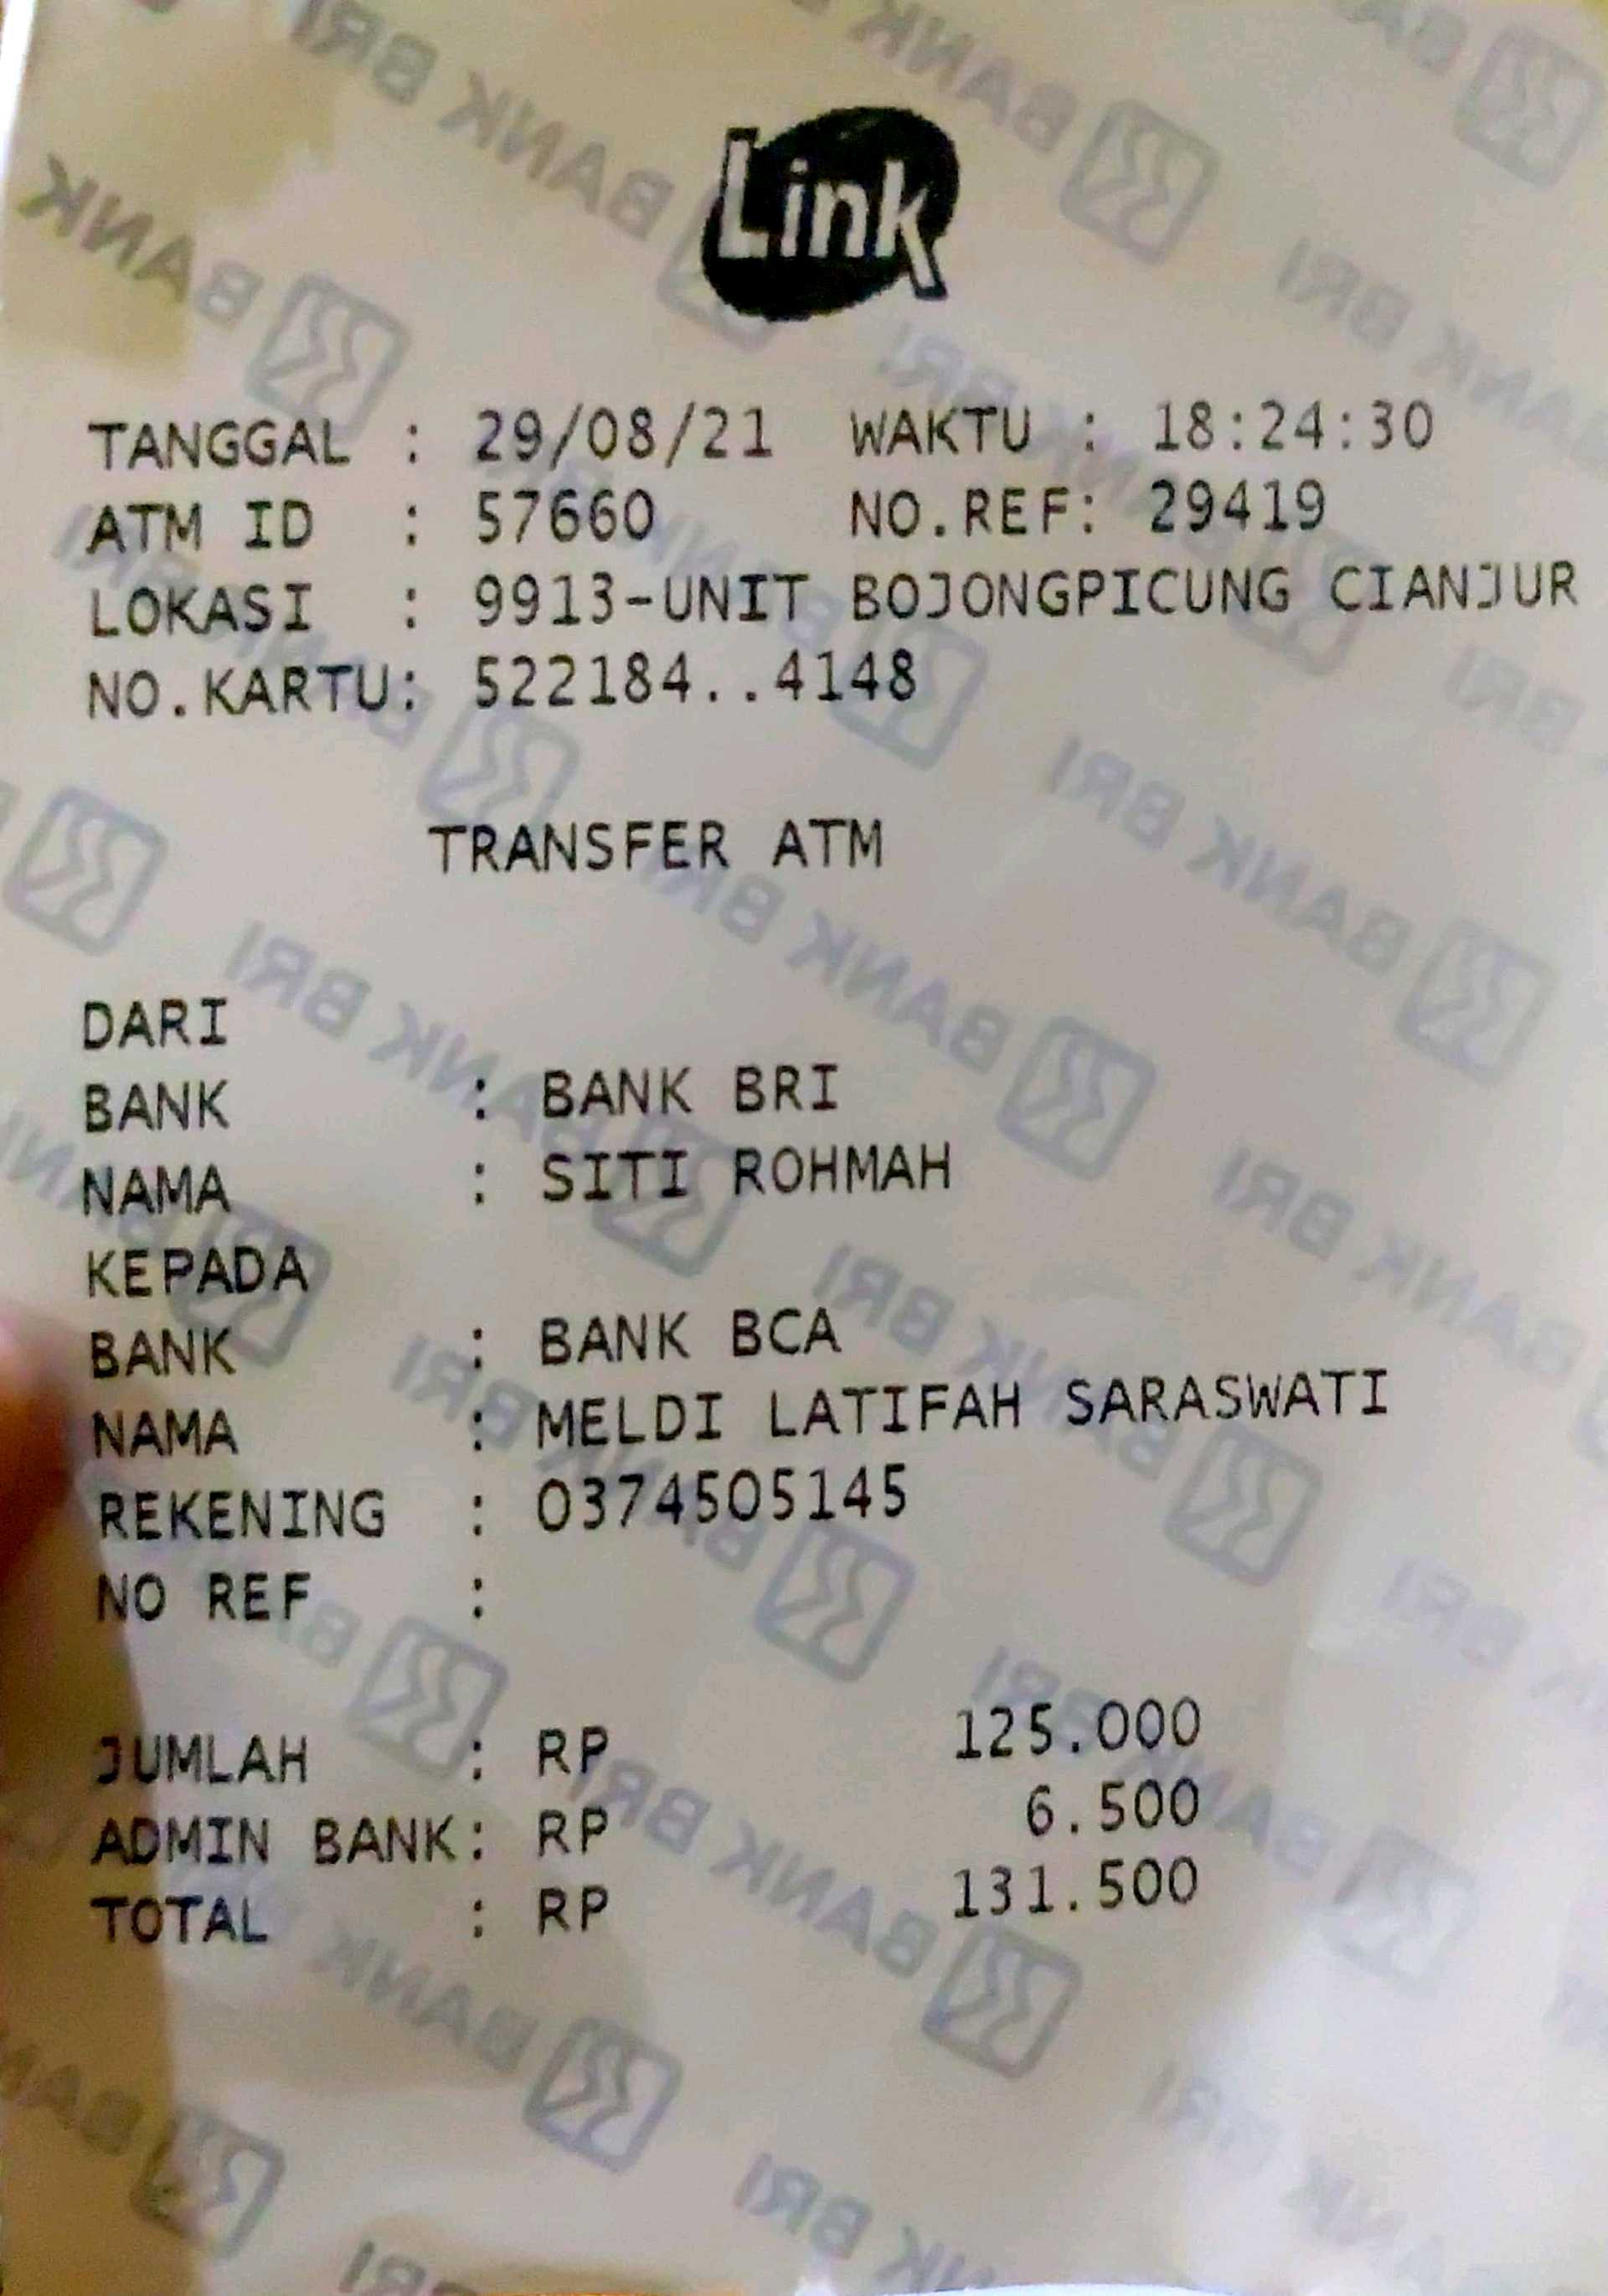 Link
TANGGAL : 29/08/21 WAKTU : 18:24:30
ATM ID : 57660 NO.REF: 29419
LOKASI : 9913-UNIT BOJONGPICUNG CIANJUR
NO.KARTU: 522184..4148
TRANSFER ATM
DARI
BANK : BANK BRI
NAMA : SITI ROHMAH
KEPADA
BANK : BANK BCA
NAMA : MELDI LATIFAH SARASWATI
REKENING : 0374505145
NO REF :
JUMLAH : RP 125.000
ADMIN BANK: RP 6.500
TOTAL : RP 131.500